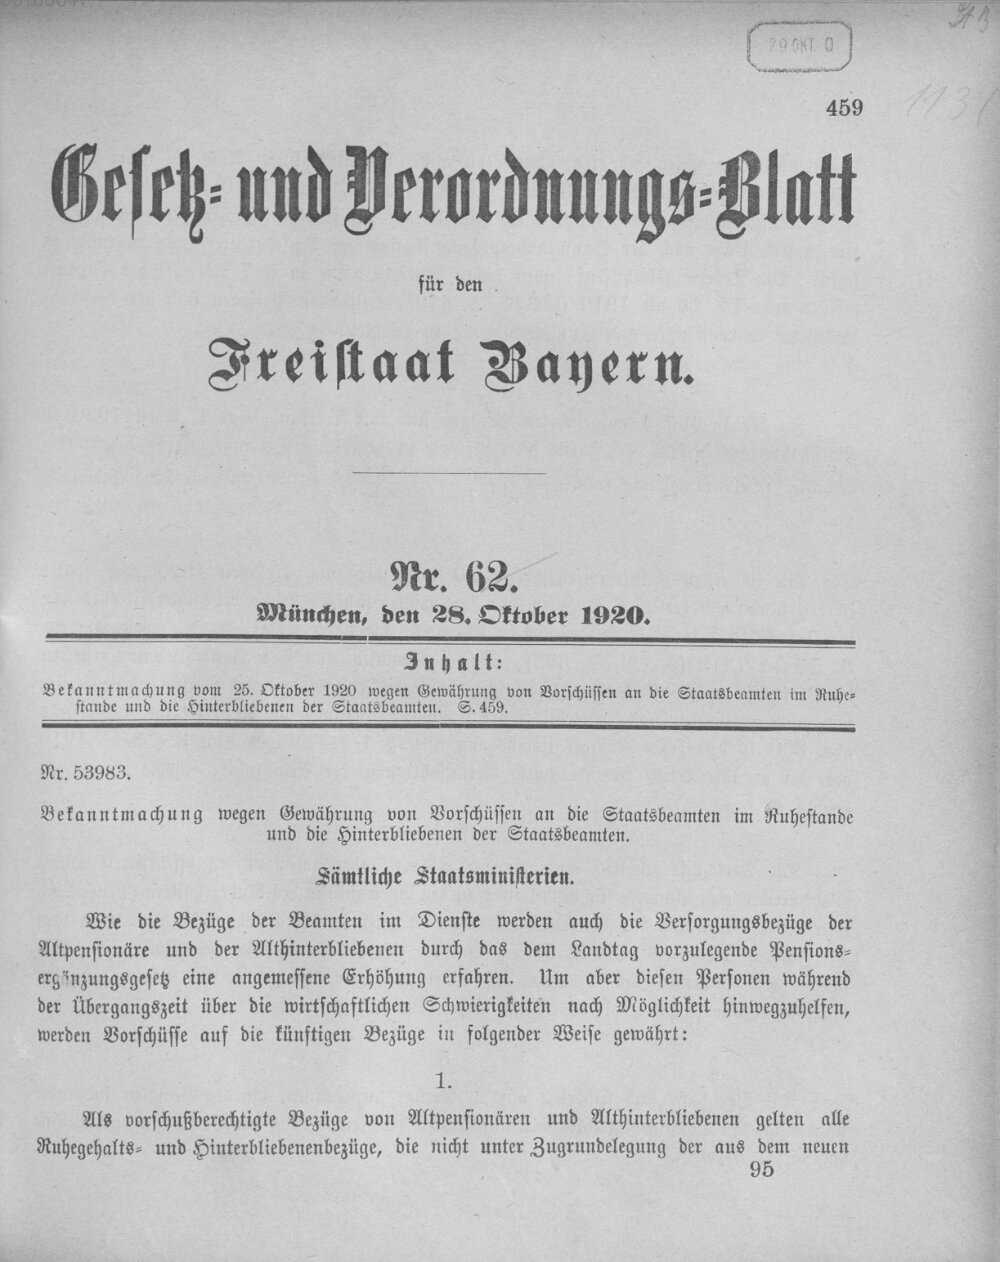 29 OKT 0
459
113
Gesetz- und Verordnungs-Blatt
für den
Freistaat Bayern.
Nr. 62.
München, den 28. Oktober 1920.
Inhalt:
Bekanntmachung vom 25. Oktober 1920 wegen Gewährung von Vorschüssen an die Staatsbeamten im Ruhe-
stande und die Hinterbliebenen der Staatsbeamten. S. 459.
Nr. 53983.
Bekanntmachung wegen Gewährung von Vorschüssen an die Staatsbeamten im Ruhestande
und die Hinterbliebenen der Staatsbeamten.
Sämtliche Staatsministerien.
Wie die Bezüge der Beamten im Dienste werden auch die Versorgungsbezüge der
Altpensionäre und der Althinterbliebenen durch das dem Landtag vorzulegende Pensions-
ergänzungsgesetz eine angemessene Erhöhung erfahren. Um aber diesen Personen während
der Übergangszeit über die wirtschaftlichen Schwierigkeiten nach Möglichkeit hinwegzuhelfen,
werden Vorschüsse auf die künftigen Bezüge in folgender Weise gewährt:
1.
Als vorschußberechtigte Bezüge von Altpensionären und Althinterbliebenen gelten alle
Ruhegehalts- und Hinterbliebenenbezüge, die nicht unter Zugrundelegung der aus dem neuen
95